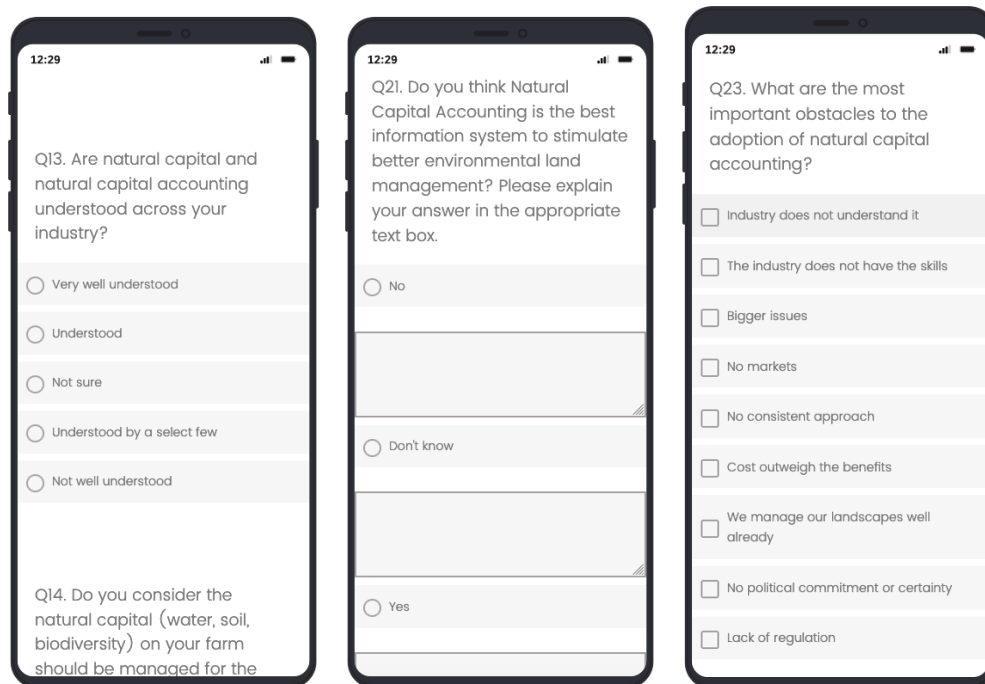 12:29
Q13. Are natural capital and
natural capital accounting
understood across your
industry?
Very well understood
Understood
Not sure
Understood by a select few
Not well understood
Q14. Do you consider the
natural capital (water, soil,
biodiversity) on your farm
should be managed for the
12:29
Q21. Do you think Natural
Capital Accounting is the best
information system to stimulate
better environmental land
management? Please explain
your answer in the appropriate
text box.
No
Don't know
Yes
12:29
Q23. What are the most
important obstacles to the
adoption of natural capital
accounting?
Industry does not understand it
The industry does not have the skills
Bigger issues
No markets
No consistent approach
Cost outweigh the benefits
We manage our landscapes well
already
No political commitment or certainty
Lack of regulation